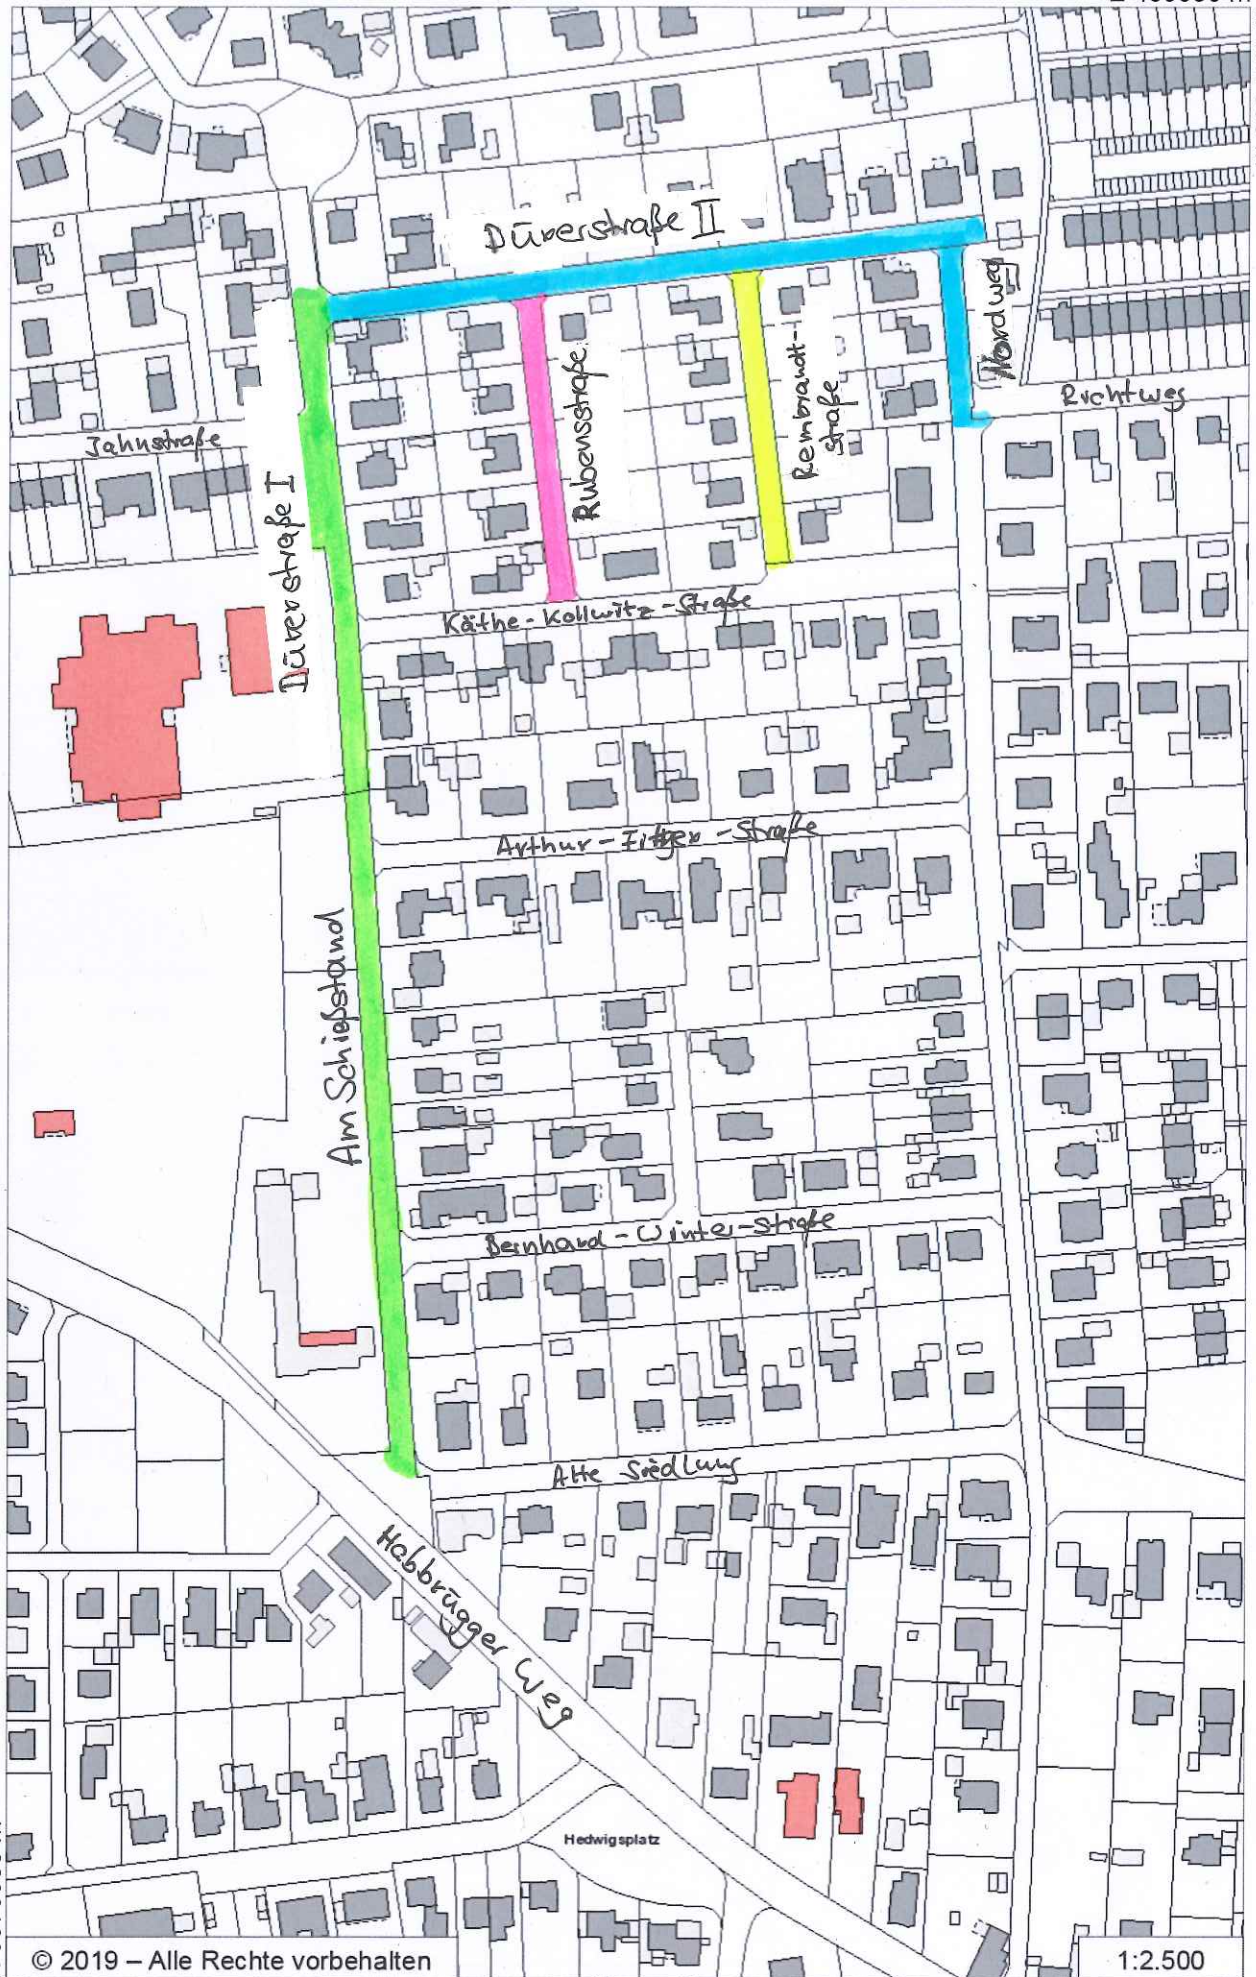 Dürerstraße II
Nordweg
Richtweg
Rembrandt-
straße
Rubensstraße
Jahnstraße
Dürerstraße I
Käthe-Kollwitz-Straße
Arthur-Fitger-Straße
Am Schießstand
Bernhard-Winter-Straße
Alte Siedlung
Habbrügger Weg
Hedwigsplatz
© 2019 – Alle Rechte vorbehalten
1:2.500